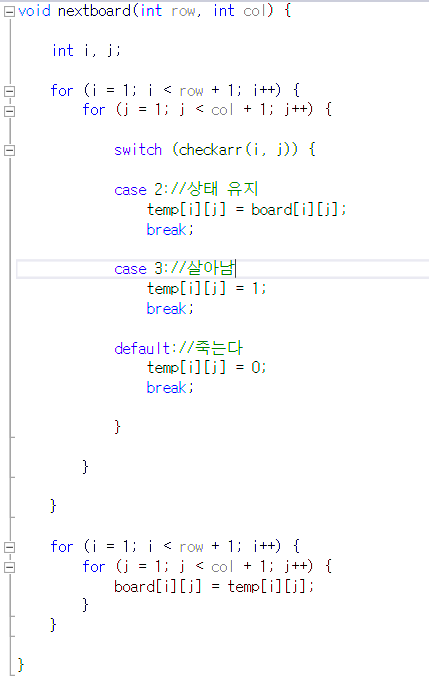 void nextboard(int row, int col) {
int i, j;
for (i = 1; i < row + 1; i++) {
for (j = 1; j < col + 1; j++) {
switch (checkarr(i, j)) {
case 2://상태 유지
temp[i][j] = board[i][j];
break;
case 3://살아남
temp[i][j] = 1;
break;
default://죽는다
temp[i][j] = 0;
break;
}
}
}
for (i = 1; i < row + 1; i++) {
for (j = 1; j < col + 1; j++) {
board[i][j] = temp[i][j];
}
}
}